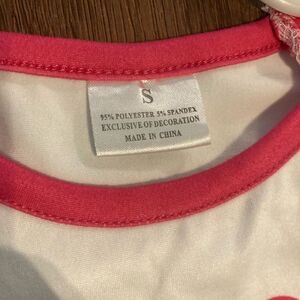 S
95% POLYESTER 5% SPANDEX
EXCLUSIVE OF DECORATION
MADE IN CHINA